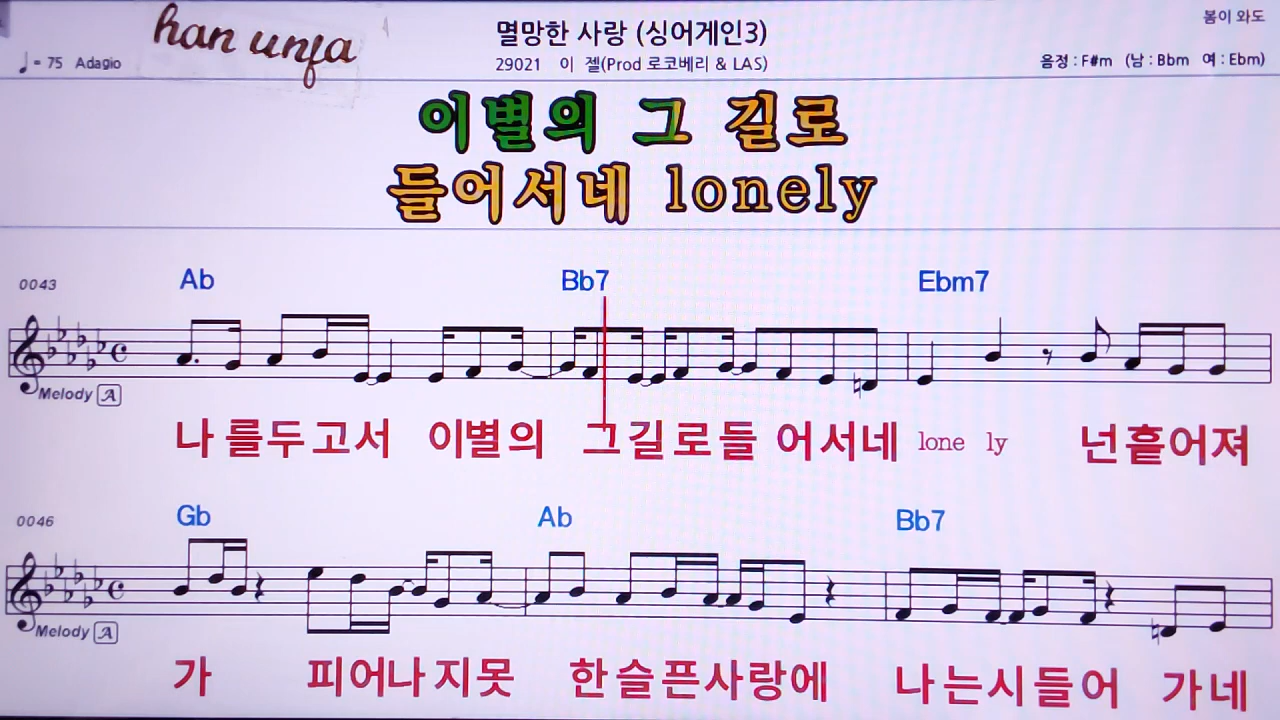 봄이 와도
han unja
멸망한 사랑 (싱어게인3)
♩ = 75 Adagio
29021 이 젤(Prod 로코베리 & LAS)
음정 : F#m (남 : Bbm 여 : Ebm)
이별의 그 길로
들어서네 lonely
0043 Ab Bb7 Ebm7
Melody A
나를두고서 이별의 그길로들 어서네 lone ly 넌흩어져
0046 Gb Ab Bb7
Melody A
가 피어나지못 한슬픈사랑에 나는시들어 가네